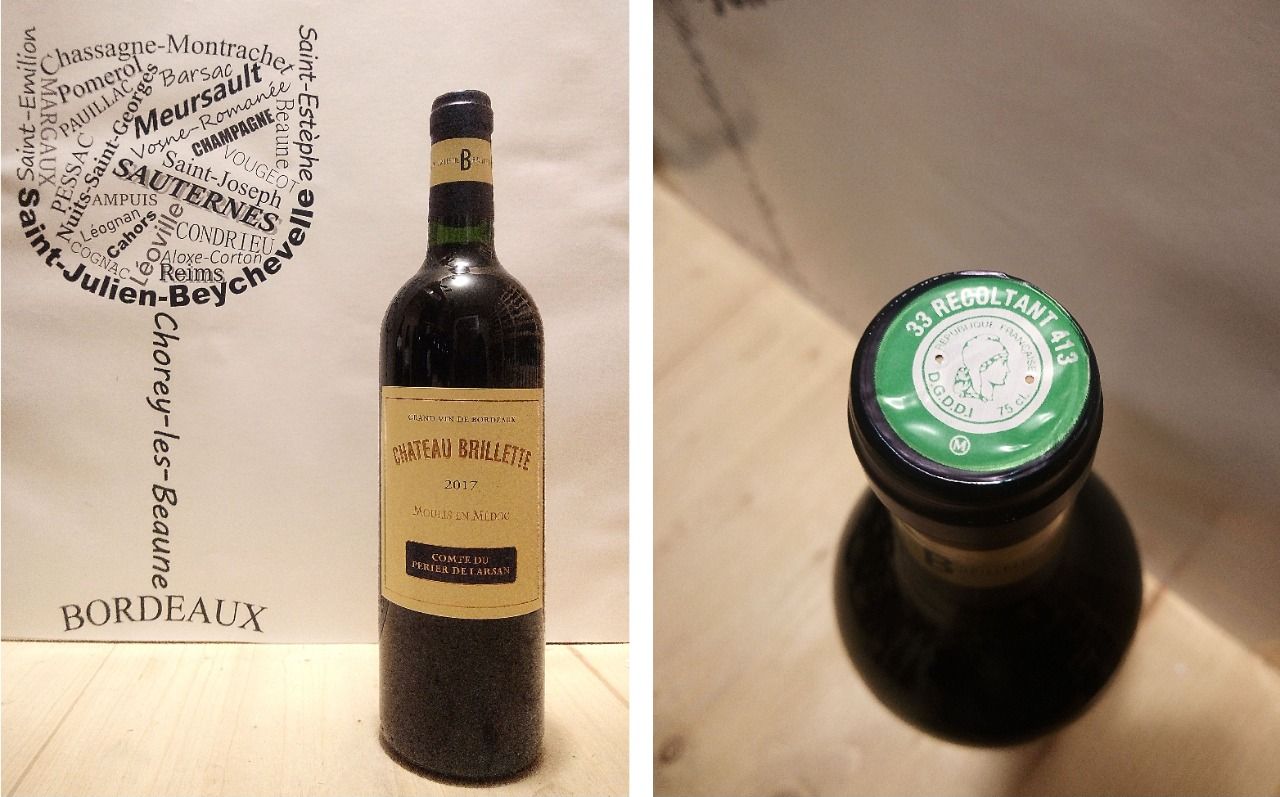 Saint-Emilion
Chassagne-Montrachet
Saint-Estèphe
MARGAUX
Pomerol
Barsac
PAUILLAC
Nuits-Saint-Georges
Meursault
Vosne-Romanée
Beaune
CHAMPAGNE
PESSAC
VOUGEOT
Saint-Joseph
SAUTERNES
AMPUIS
Léognan
Cahors
Léoville
CONDRIEU
COGNAC
Aloxe-Corton
Reims
Saint-Julien-Beychevelle
Chorey-les-Beaune
BORDEAUX
B
GRAND VIN DE BORDEAUX
CHATEAU BRILLETTE
2017
MOULIS EN MÉDOC
COMTE DU
PERIER DE LARSAN
33 RECOLTANT 413
REPUBLIQUE FRANÇAISE
D.G.D.D.I
75 cl.
M
B